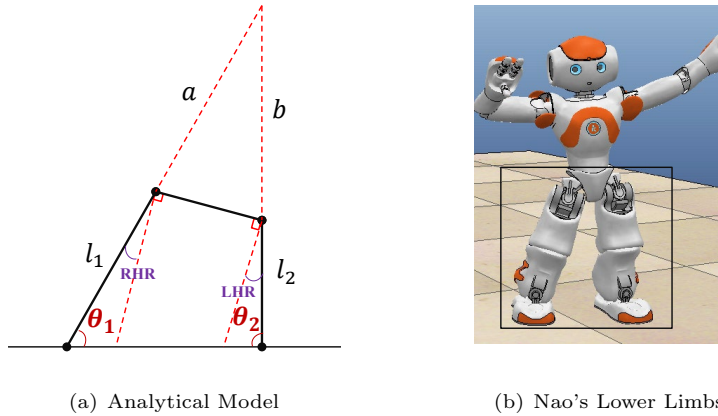 a
b
l1
RHR
LHR
l2
θ1
θ2
(a) Analytical Model
(b) Nao's Lower Limbs